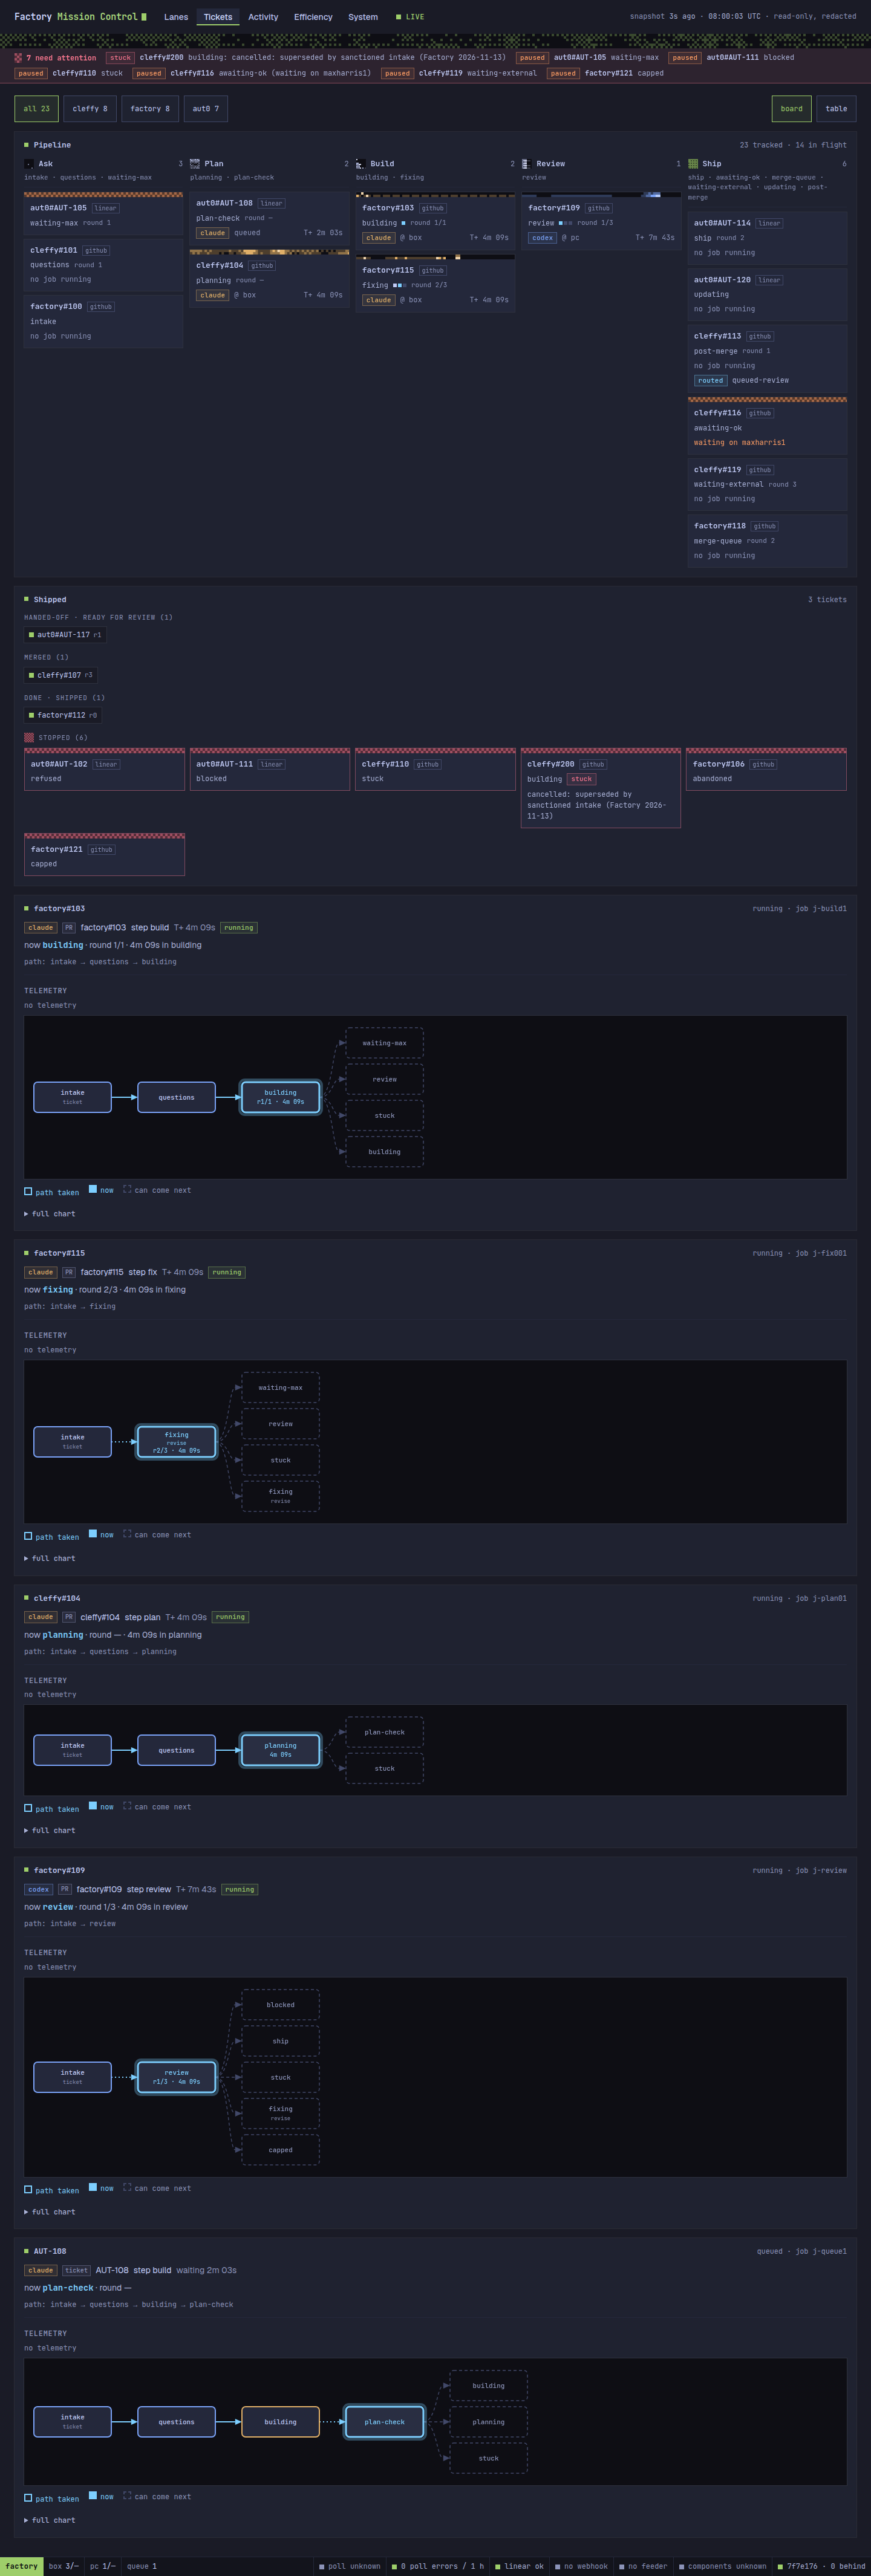 Factory Mission Control Lanes Tickets Activity Efficiency System LIVE snapshot 3s ago · 08:00:03 UTC · read-only, redacted
7 need attention stuck cleffy#200 building: cancelled: superseded by sanctioned intake (Factory 2026-11-13) paused aut0#AUT-105 waiting-max paused aut0#AUT-111 blocked
paused cleffy#110 stuck paused cleffy#116 awaiting-ok (waiting on maxharris1) paused cleffy#119 waiting-external paused factory#121 capped
all 23 cleffy 8 factory 8 aut0 7 board table
Pipeline 23 tracked · 14 in flight
Ask 3
intake · questions · waiting-max
aut0#AUT-105 linear
waiting-max round 1
cleffy#101 github
questions round 1
no job running
factory#100 github
intake
no job running
Plan 2
planning · plan-check
aut0#AUT-108 linear
plan-check round —
claude queued T+ 2m 03s
cleffy#104 github
planning round —
claude @ box T+ 4m 09s
Build 2
building · fixing
factory#103 github
building round 1/1
claude @ box T+ 4m 09s
factory#115 github
fixing round 2/3
claude @ box T+ 4m 09s
Review 1
review
factory#109 github
review round 1/3
codex @ pc T+ 7m 43s
Ship 6
ship · awaiting-ok · merge-queue ·
waiting-external · updating · post-
merge
aut0#AUT-114 linear
ship round 2
no job running
aut0#AUT-120 linear
updating
no job running
cleffy#113 github
post-merge round 1
no job running
routed queued-review
cleffy#116 github
awaiting-ok
waiting on maxharris1
cleffy#119 github
waiting-external round 3
no job running
factory#118 github
merge-queue round 2
no job running
Shipped 3 tickets
HANDED-OFF · READY FOR REVIEW (1)
aut0#AUT-117 r1
MERGED (1)
cleffy#107 r3
DONE · SHIPPED (1)
factory#112 r0
STOPPED (6)
aut0#AUT-102 linear
refused
aut0#AUT-111 linear
blocked
cleffy#110 github
stuck
cleffy#200 github
building stuck
cancelled: superseded by
sanctioned intake (Factory 2026-
11-13)
factory#106 github
abandoned
factory#121 github
capped
factory#103 running · job j-build1
claude PR factory#103 step build T+ 4m 09s running
now building · round 1/1 · 4m 09s in building
path: intake → questions → building
TELEMETRY
no telemetry
intake
ticket
questions
building
r1/1 · 4m 09s
waiting-max
review
stuck
building
path taken now can come next
▶ full chart
factory#115 running · job j-fix001
claude PR factory#115 step fix T+ 4m 09s running
now fixing · round 2/3 · 4m 09s in fixing
path: intake → fixing
TELEMETRY
no telemetry
intake
ticket
fixing
revise
r2/3 · 4m 09s
waiting-max
review
stuck
fixing
revise
path taken now can come next
▶ full chart
cleffy#104 running · job j-plan01
claude PR cleffy#104 step plan T+ 4m 09s running
now planning · round — · 4m 09s in planning
path: intake → questions → planning
TELEMETRY
no telemetry
intake
ticket
questions
planning
4m 09s
plan-check
stuck
path taken now can come next
▶ full chart
factory#109 running · job j-review
codex PR factory#109 step review T+ 7m 43s running
now review · round 1/3 · 4m 09s in review
path: intake → review
TELEMETRY
no telemetry
intake
ticket
review
r1/3 · 4m 09s
blocked
ship
stuck
fixing
revise
capped
path taken now can come next
▶ full chart
AUT-108 queued · job j-queue1
claude ticket AUT-108 step build waiting 2m 03s
now plan-check · round —
path: intake → questions → building → plan-check
TELEMETRY
no telemetry
intake
ticket
questions
building
plan-check
building
planning
stuck
path taken now can come next
▶ full chart
factory box 3/— pc 1/— queue 1 poll unknown 0 poll errors / 1 h linear ok no webhook no feeder components unknown 7f7e176 · 0 behind